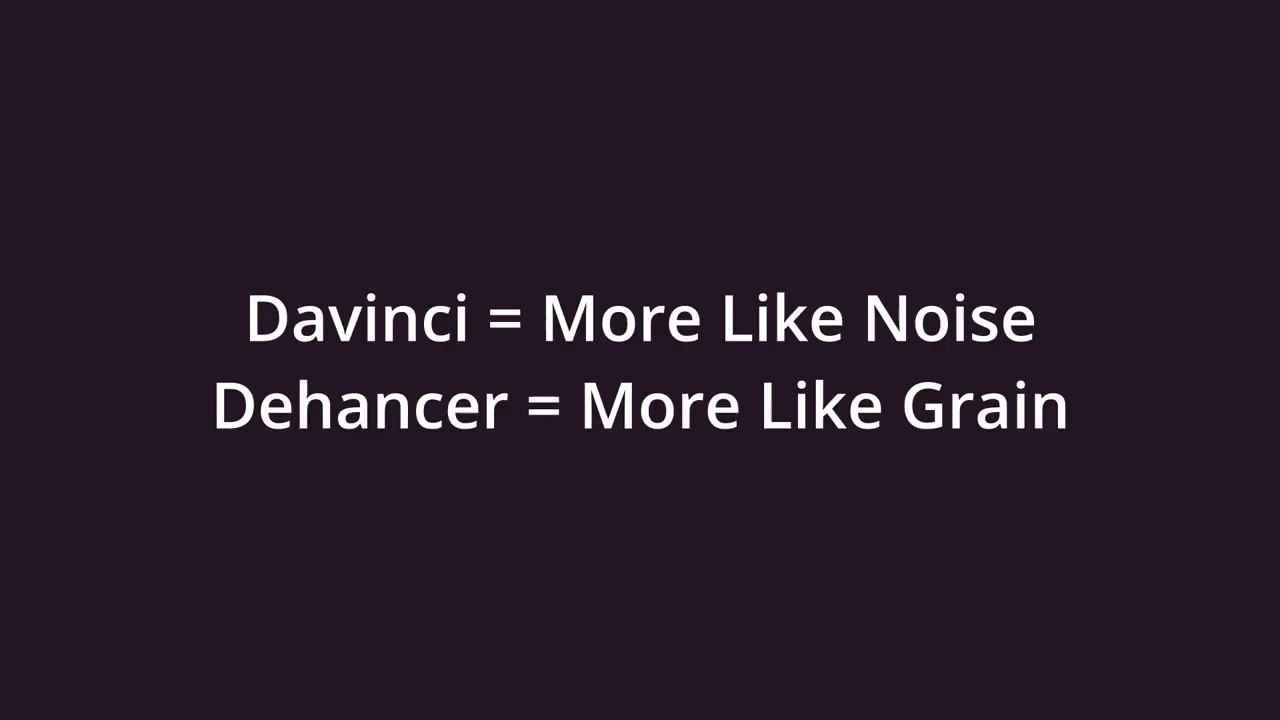 Davinci = More Like Noise
Dehancer = More Like Grain